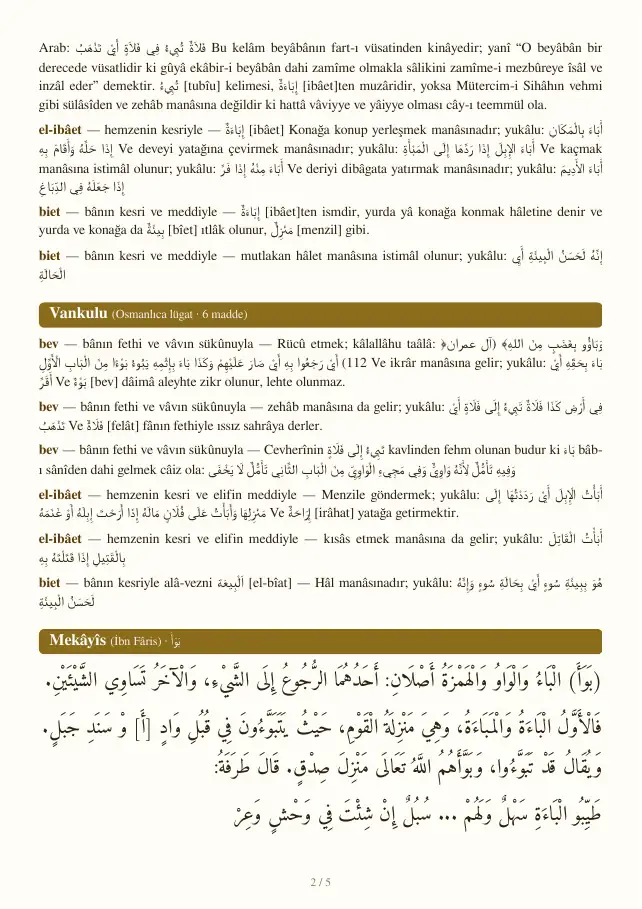 Arab: فَلَاةٌ تُبِيءُ فِي فَلَاةٍ أَيْ تَذْهَبُ Bu kelâm beyâbânın fart-ı vüsatinden kinâyedir; yanî “O beyâbân bir
derecede vüsatlidir ki gûyâ ekâbir-i beyâbân dahi zamîme olmakla sâlikini zamîme-i mezbûreye îsâl ve
inzâl eder” demektir. تُبِيءُ [tubîu] kelimesi, إِبَاءَةٌ [ibâet]ten muzâridir, yoksa Mütercim-i Sihâhın vehmi
gibi sülâsîden ve zehâb manâsına değildir ki hattâ vâviyye ve yâiyye olması cây-ı teemmül ola.
el-ibâet — hemzenin kesriyle — إِبَاءَةٌ [ibâet] Konağa konup yerleşmek manâsınadır; yukâlu: أَبَاءَ بِالْمَكَانِ
إِذَا حَلَّهُ وَأَقَامَ بِهِ Ve deveyi yatağına çevirmek manâsınadır; yukâlu: أَبَاءَ الإِبِلَ إِذَا رَدَّهَا إِلَى الْمَبَأَةِ Ve kaçmak
manâsına istimâl olunur; yukâlu: أَبَاءَ مِنْهُ إِذَا فَرَّ Ve deriyi dibâgata yatırmak manâsınadır; yukâlu: أَبَاءَ الأَدِيمَ
إِذَا جَعَلَهُ فِي الدِّبَاغِ
biet — bânın kesri ve meddiyle — إِبَاءَةٌ [ibâet]ten ismdir, yurda yâ konağa konmak hâletine denir ve
yurda ve konağa da بِيئَةٌ [bîet] ıtlâk olunur, مَنْزِلٌ [menzil] gibi.
biet — bânın kesri ve meddiyle — mutlakan hâlet manâsına istimâl olunur; yukâlu: إِنَّهُ لَحَسَنُ الْبِيئَةِ أَيِ
الْحَالَةِ
Vankulu (Osmanlıca lügat · 6 madde)
bev — bânın fethi ve vâvın sükûnuyla — Rücû etmek; kâlallâhu taâlâ: وَبَاؤُو بِغَضَبٍ مِنَ اللهِ﴾ (آل عمران﴿
112) أَيْ رَجَعُوا بِهِ أَيْ صَارَ عَلَيْهِمْ وَكَذَا بَاءَ بِإِثْمِهِ يَبُوءُ بَوْءًا مِنَ الْبَابِ الْأَوَّلِ Ve ikrâr manâsına gelir; yukâlu: بَاءَ بِحَقِّهِ أَيْ
أَقَرَّ Ve بَوْءٌ [bev] dâimâ aleyhte zikr olunur, lehte olunmaz.
bev — bânın fethi ve vâvın sükûnuyla — zehâb manâsına da gelir; yukâlu: فِي أَرْضِ كَذَا فَلَاةٌ تَبِيءُ إِلَى فَلَاةٍ أَيْ
تَذْهَبُ Ve فَلَاةٌ [felât] fânın fethiyle ıssız sahrâya derler.
bev — bânın fethi ve vâvın sükûnuyla — Cevherînin تَبِيءُ إِلَى فَلَاةٍ kavlinden fehm olunan budur ki بَاءَ bâb-
ı sânîden dahi gelmek câiz ola: وَفِيهِ تَأَمُّلٌ لِأَنَّهُ وَاوِيٌّ وَفِي مَجِيءِ الْوَاوِيِّ مِنَ الْبَابِ الثَّانِي تَأَمُّلٌ لَا يَخْفَى
el-ibâet — hemzenin kesri ve elifin meddiyle — Menzile göndermek; yukâlu: أَبَأْتُ الْإِبِلَ أَيْ رَدَدْتُهَا إِلَى
مَنْزِلِهَا وَأَبَأْتُ عَلَى فُلَانٍ مَالَهُ إِذَا أَرَحْتَ إِبِلَهُ أَوْ غَنَمَهُ Ve إِرَاحَةٌ [irâhat] yatağa getirmektir.
el-ibâet — hemzenin kesri ve elifin meddiyle — kısâs etmek manâsına da gelir; yukâlu: أَبَأْتُ الْقَاتِلَ
بِالْقَتِيلِ إِذَا قَتَلْتَهُ بِهِ
biet — bânın kesriyle alâ-vezni اَلْبِيعَة [el-bîat] — Hâl manâsınadır; yukâlu: هُوَ بِبِيئَةِ سُوءٍ أَيْ بِحَالَةِ سُوءٍ وَإِنَّهُ
لَحَسَنُ الْبِيئَةِ
Mekâyîs (İbn Fâris) · بَوَأَ
(بَوَأَ) الْبَاءُ وَالْوَاوُ وَالْهَمْزَةُ أَصْلَانِ: أَحَدُهُمَا الرُّجُوعُ إِلَى الشَّيْءِ، وَالْآخَرُ تَسَاوِي الشَّيْئَيْنِ.
فَالْأَوَّلُ الْبَاءَةُ وَالْمَبَاءَةُ، وَهِيَ مَنْزِلَةُ الْقَوْمِ، حَيْثُ يَتَبَوَّءُونَ فِي قُبُلِ وَادٍ [أَ] وْ سَنَدِ جَبَلٍ.
وَيُقَالُ قَدْ تَبَوَّءُوا، وَبَوَّأَهُمُ اللَّهُ تَعَالَى مَنْزِلَ صِدْقٍ. قَالَ طَرَفَةُ:
طَيِّبُو الْبَاءَةِ سَهْلٌ وَلَهُمْ ... سُبُلٌ إِنْ شِئْتَ فِي وَحْشٍ وَعِرْ
2 / 5